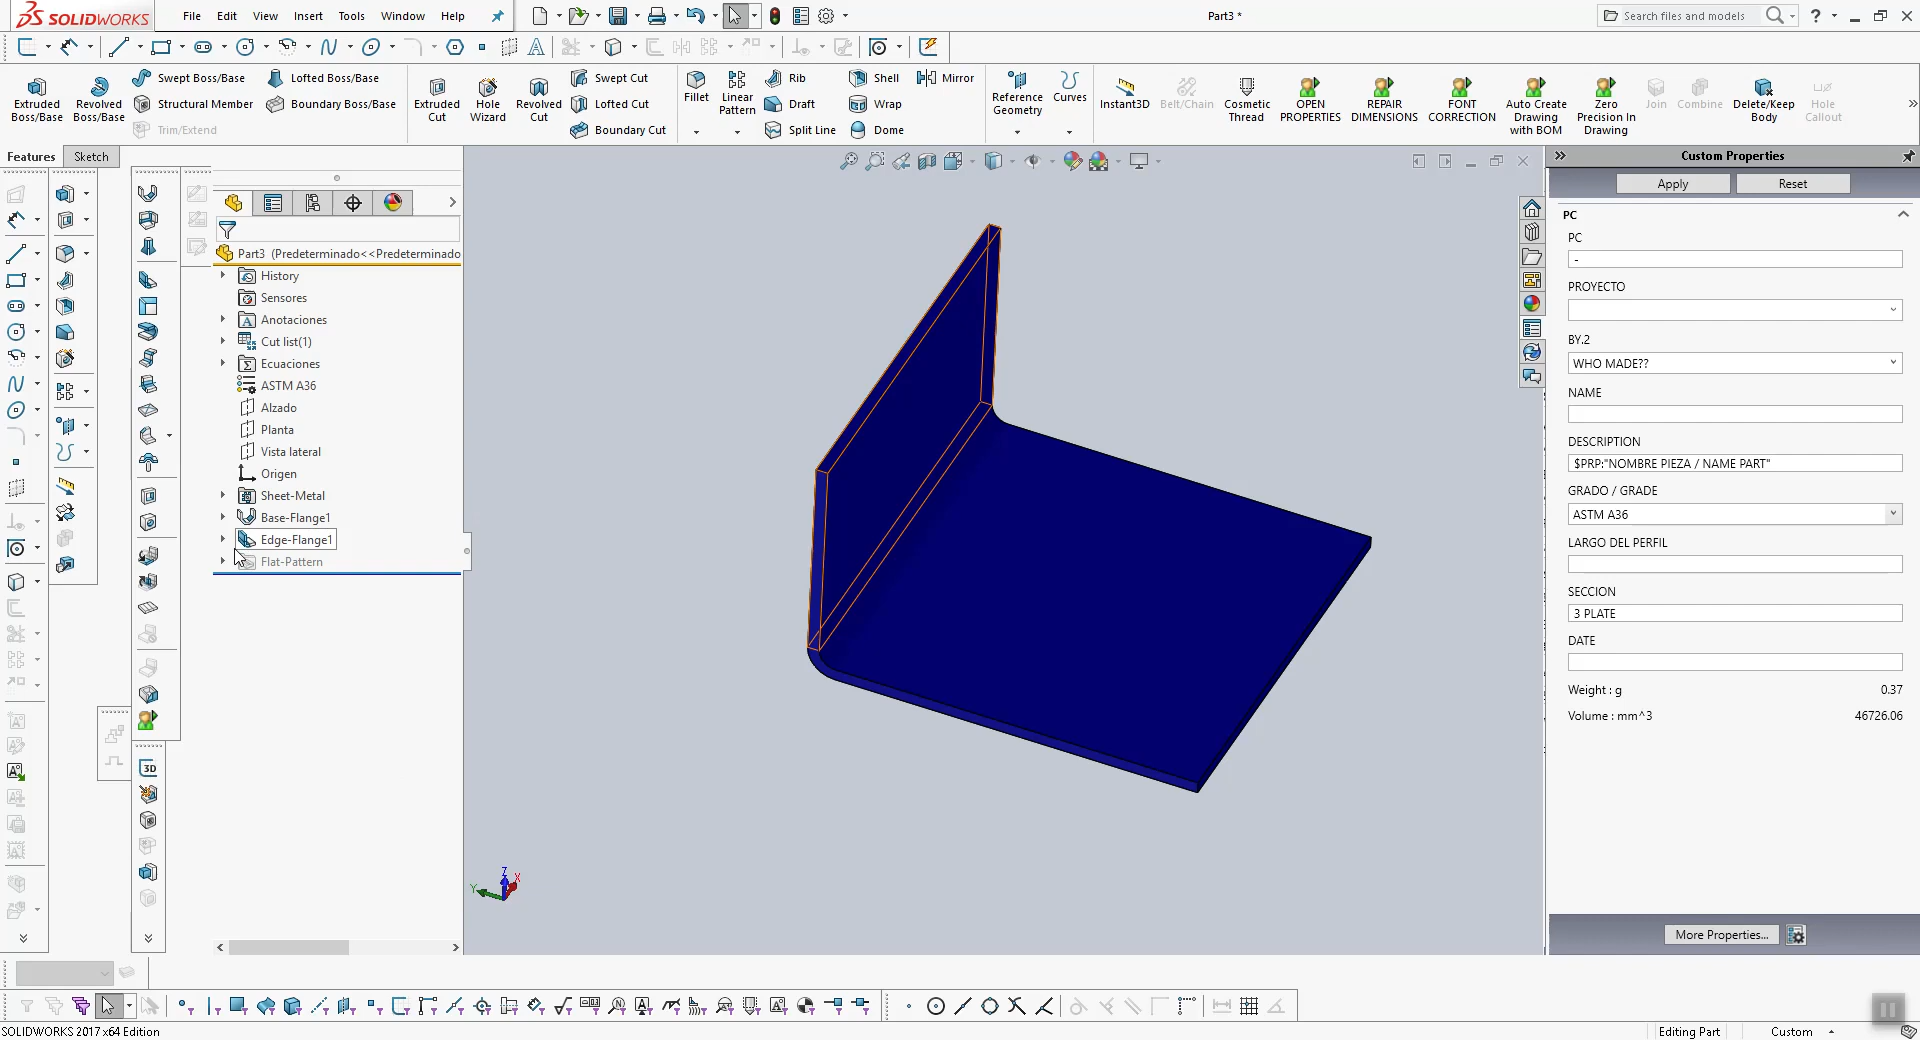 SOLIDWORKS
File Edit View Insert Tools Window Help
Part3 *
Search files and models
Extruded Boss/Base
Revolved Boss/Base
Swept Boss/Base
Structural Member
Trim/Extend
Lofted Boss/Base
Boundary Boss/Base
Extruded Cut
Hole Wizard
Revolved Cut
Swept Cut
Lofted Cut
Boundary Cut
Fillet
Linear Pattern
Rib
Draft
Split Line
Shell
Wrap
Dome
Mirror
Reference Geometry
Curves
Instant3D
Belt/Chain
Cosmetic Thread
OPEN PROPERTIES
REPAIR DIMENSIONS
FONT CORRECTION
Auto Create Drawing with BOM
Zero Precision In Drawing
Join
Combine
Delete/Keep Body
Hole Callout
Features Sketch
Part3 (Predeterminado<<Predeterminado
History
Sensores
Anotaciones
Cut list(1)
Ecuaciones
ASTM A36
Alzado
Planta
Vista lateral
Origen
Sheet-Metal
Base-Flange1
Edge-Flange1
Flat-Pattern
3D
Z
X
Y
Custom Properties
Apply Reset
PC
PC
-
PROYECTO
BY.2
WHO MADE??
NAME
DESCRIPTION
$PRP:"NOMBRE PIEZA / NAME PART"
GRADO / GRADE
ASTM A36
LARGO DEL PERFIL
SECCION
3 PLATE
DATE
Weight : g 0.37
Volume : mm^3 46726.06
More Properties...
SOLIDWORKS 2017 x64 Edition
Editing Part
Custom